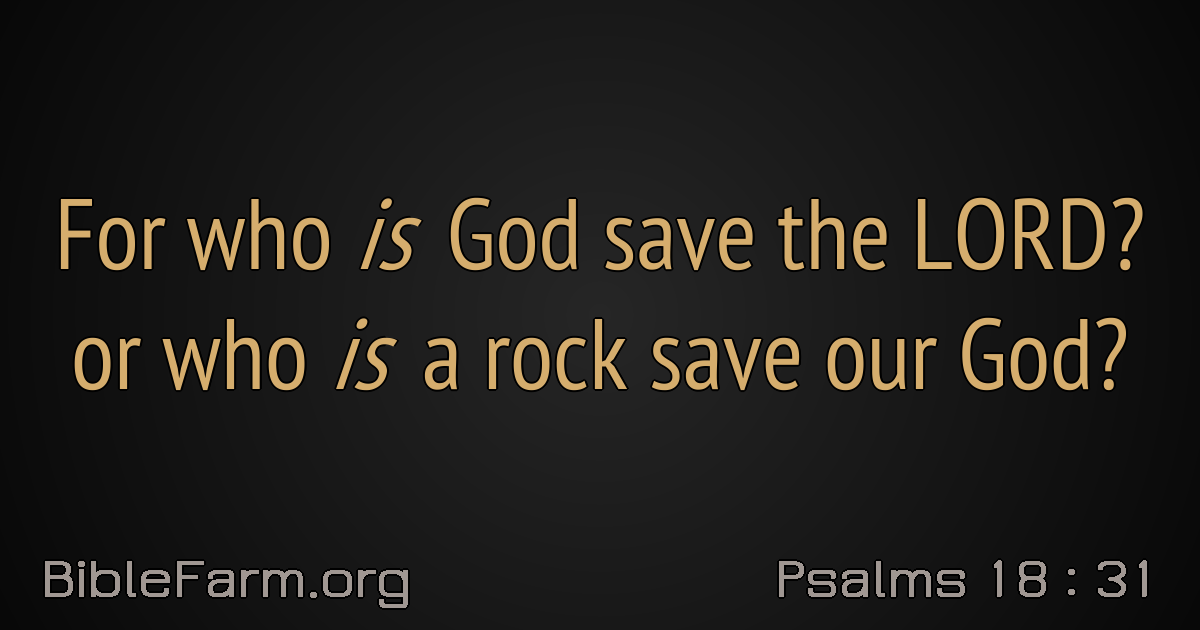 For who is God save the LORD?
or who is a rock save our God?
BibleFarm.org
Psalms 18 : 31